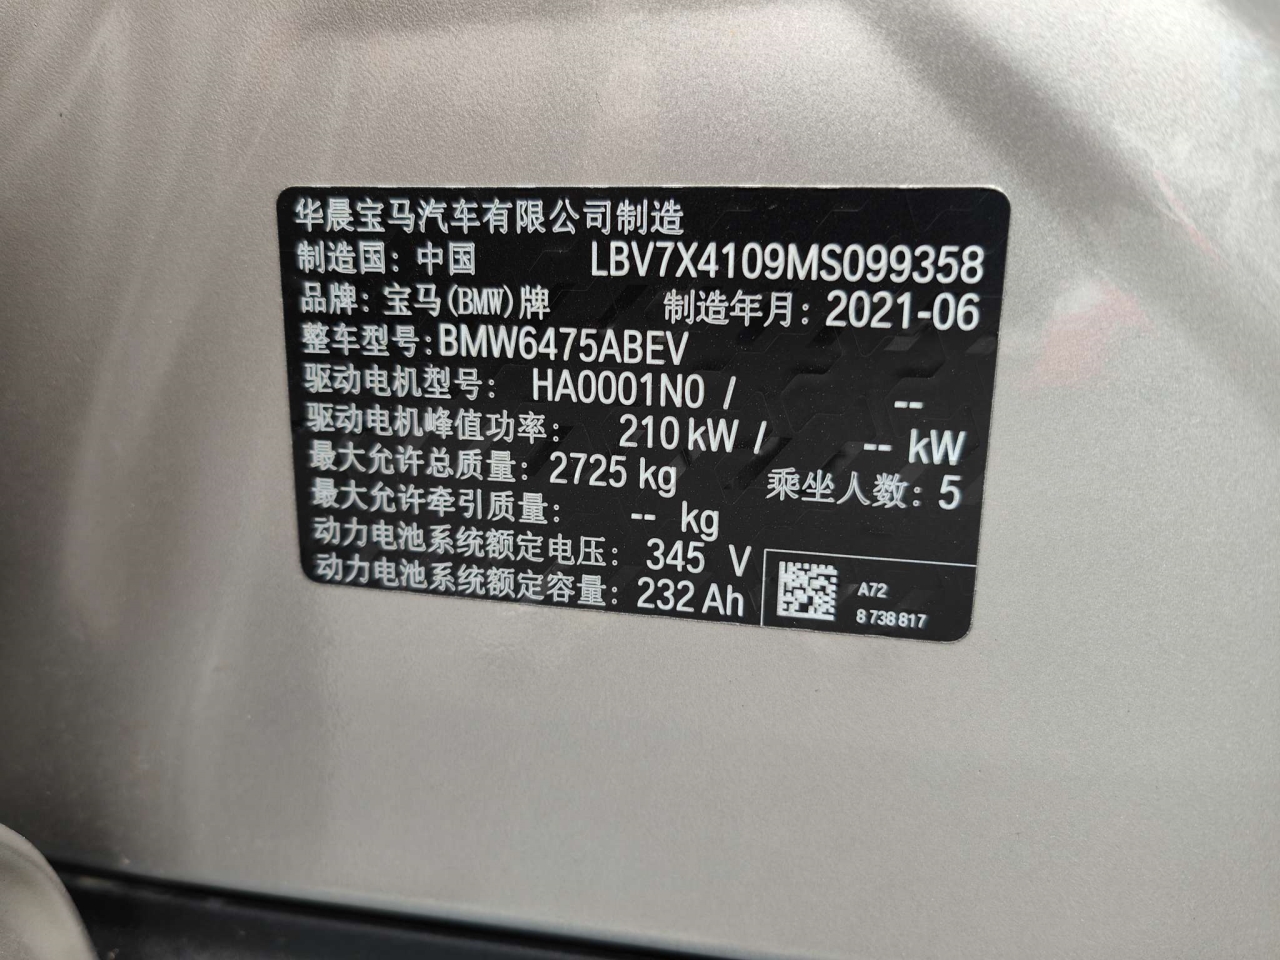 华晨宝马汽车有限公司制造
制造国：中国 LBV7X4109MS099358
品牌：宝马(BMW)牌 制造年月：2021-06
整车型号:BMW6475ABEV
驱动电机型号： HA0001N0 / --
驱动电机峰值功率： 210 kW / -- kW
最大允许总质量：2725 kg 乘坐人数：5
最大允许牵引质量： -- kg
动力电池系统额定电压： 345 V
动力电池系统额定容量：232 Ah
A72
8 738 817